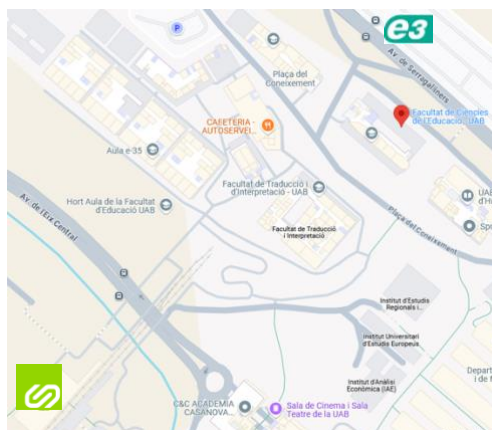 e3
Av. de Serragalliners
P
Plaça del
Coneixement
Facultat de Ciències
de l'Educació - UAB
CAFETERIA -
AUTOSERVEI...
Aula e-35
Facultat de Traducció i
d'Interpretació - UAB
Hort Aula de la Facultat
d'Educació UAB
Facultat de Traducció
i Interpretació
Plaça del Coneixement
Av. de l'Eix Central
Institut d'Estudis
Regionals i...
Institut Universitari
d'Estudis Europeus
Institut d'Anàlisi
Econòmica (IAE)
UAB
d'H
Spo
Depart
i de F
C&C ACADEMIA
CASANOVA...
Sala de Cinema i Sala
Teatre de la UAB